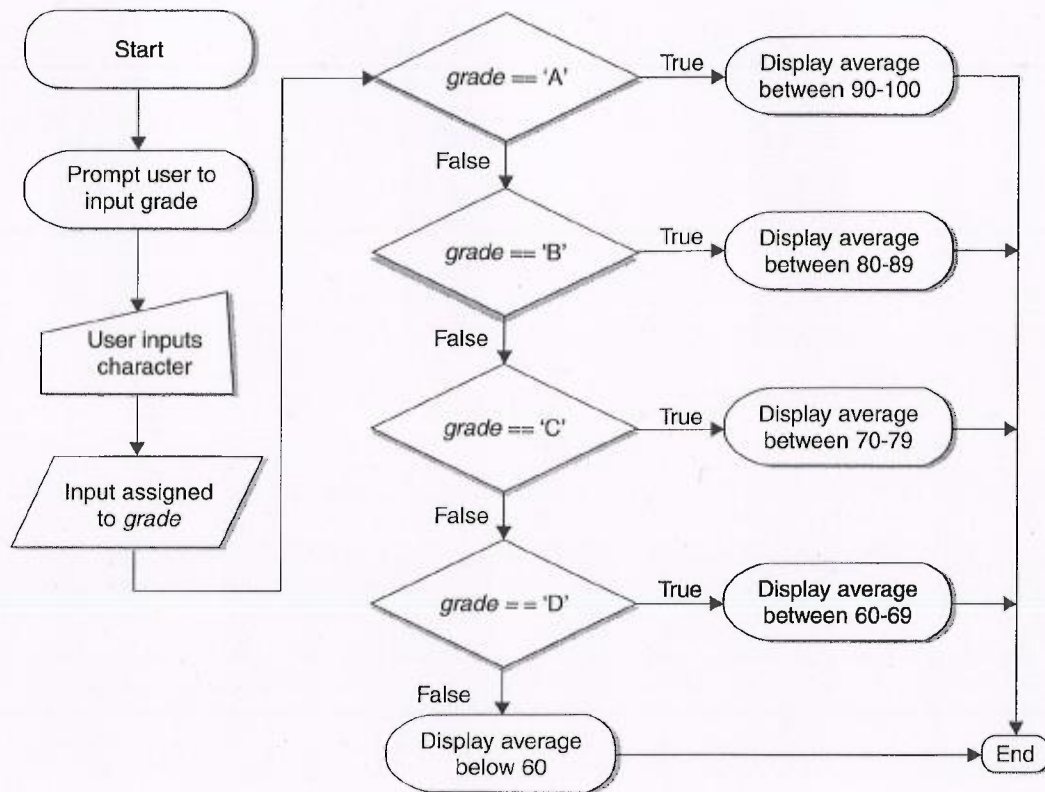 Start
Prompt user to
input grade
User inputs
character
Input assigned
to grade
grade == 'A'
True
Display average
between 90-100
False
grade == 'B'
True
Display average
between 80-89
False
grade == 'C'
True
Display average
between 70-79
False
grade == 'D'
True
Display average
between 60-69
False
Display average
below 60
End